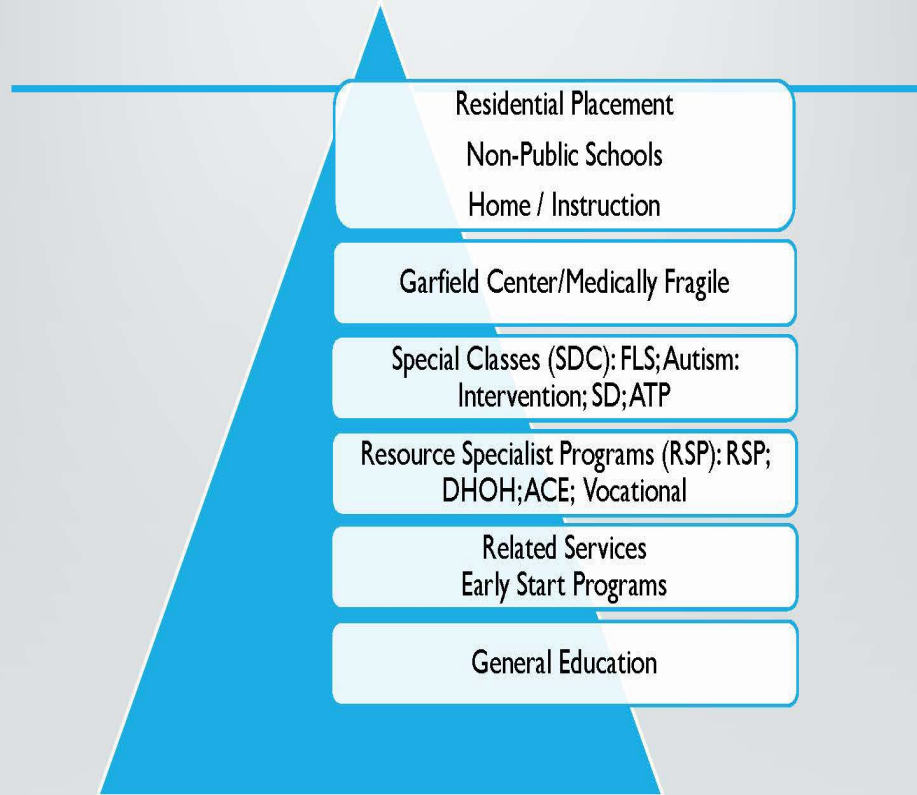 Residential Placement
Non-Public Schools
Home / Instruction
Garfield Center/Medically Fragile
Special Classes (SDC): FLS; Autism:
Intervention; SD; ATP
Resource Specialist Programs (RSP): RSP;
DHOH; ACE; Vocational
Related Services
Early Start Programs
General Education